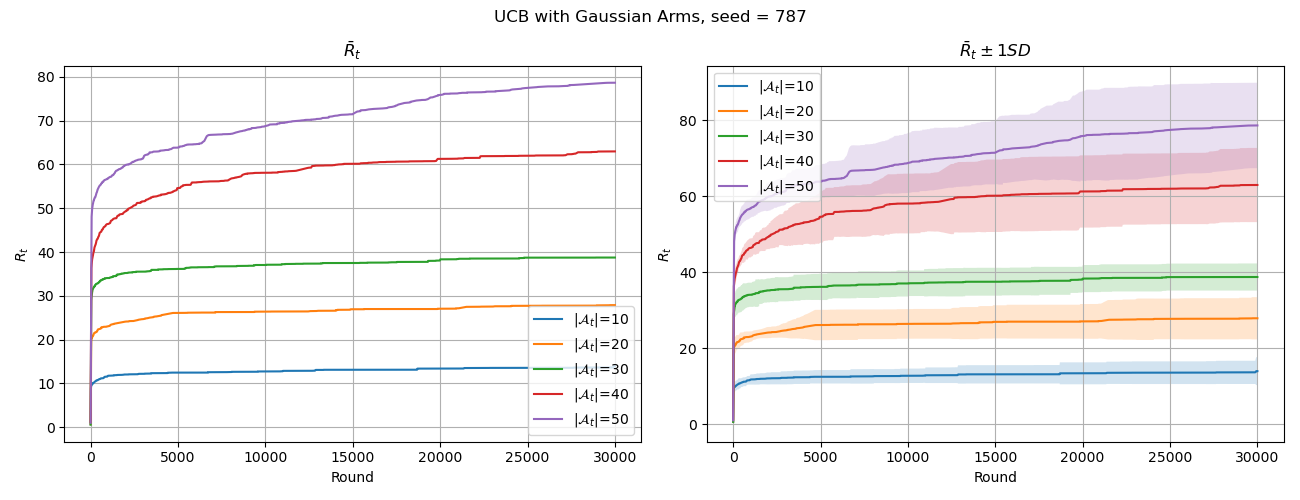 UCB with Gaussian Arms, seed = 787
R̄ₜ
80
70
60
50
40
30
20
10
0
Rₜ
0 5000 10000 15000 20000 25000 30000
Round
|𝒜ₜ|=10
|𝒜ₜ|=20
|𝒜ₜ|=30
|𝒜ₜ|=40
|𝒜ₜ|=50
R̄ₜ ± 1SD
|𝒜ₜ|=10
|𝒜ₜ|=20
|𝒜ₜ|=30
|𝒜ₜ|=40
|𝒜ₜ|=50
80
60
40
20
0
Rₜ
0 5000 10000 15000 20000 25000 30000
Round